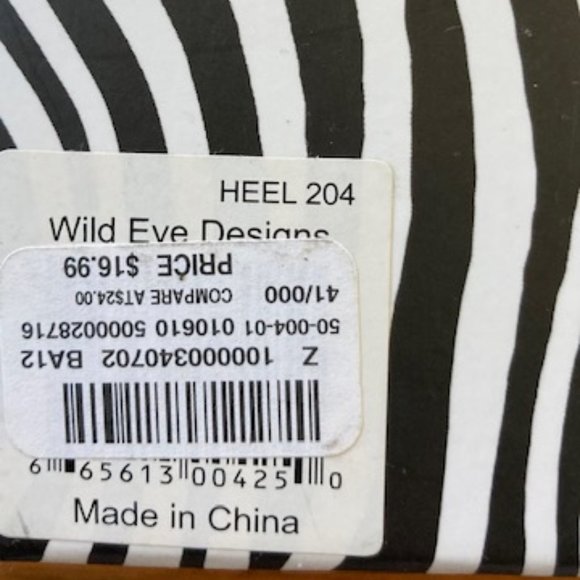 HEEL 204
Wild Eye Designs
PRICE $16.99
COMPARE AT$24.00
41/000
50-004-01 010610 5000028716
Z 10000340702 BA12
6 65613 00425 0
Made in China